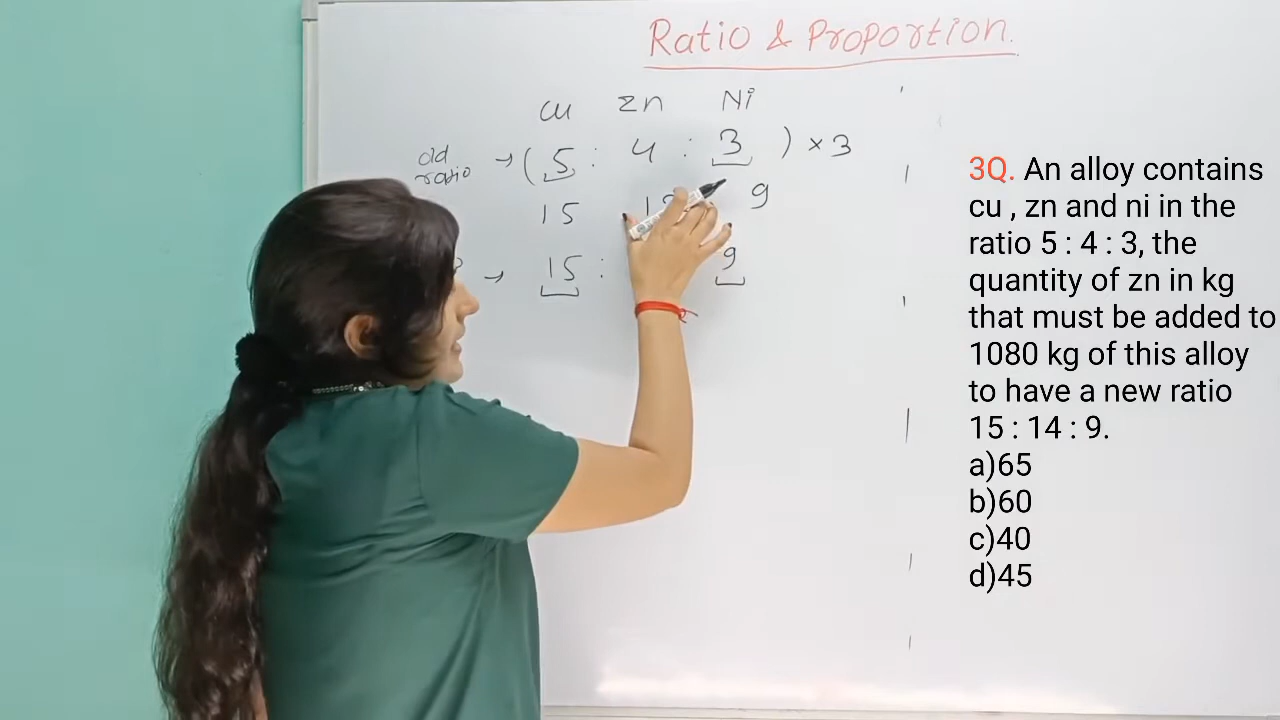 Ratio & Proportion.
cu zn Ni
old ratio → ( 5 : 4 : 3 ) × 3
15 9
→ 15 : 9
3Q. An alloy contains
cu , zn and ni in the
ratio 5 : 4 : 3, the
quantity of zn in kg
that must be added to
1080 kg of this alloy
to have a new ratio
15 : 14 : 9.
a)65
b)60
c)40
d)45